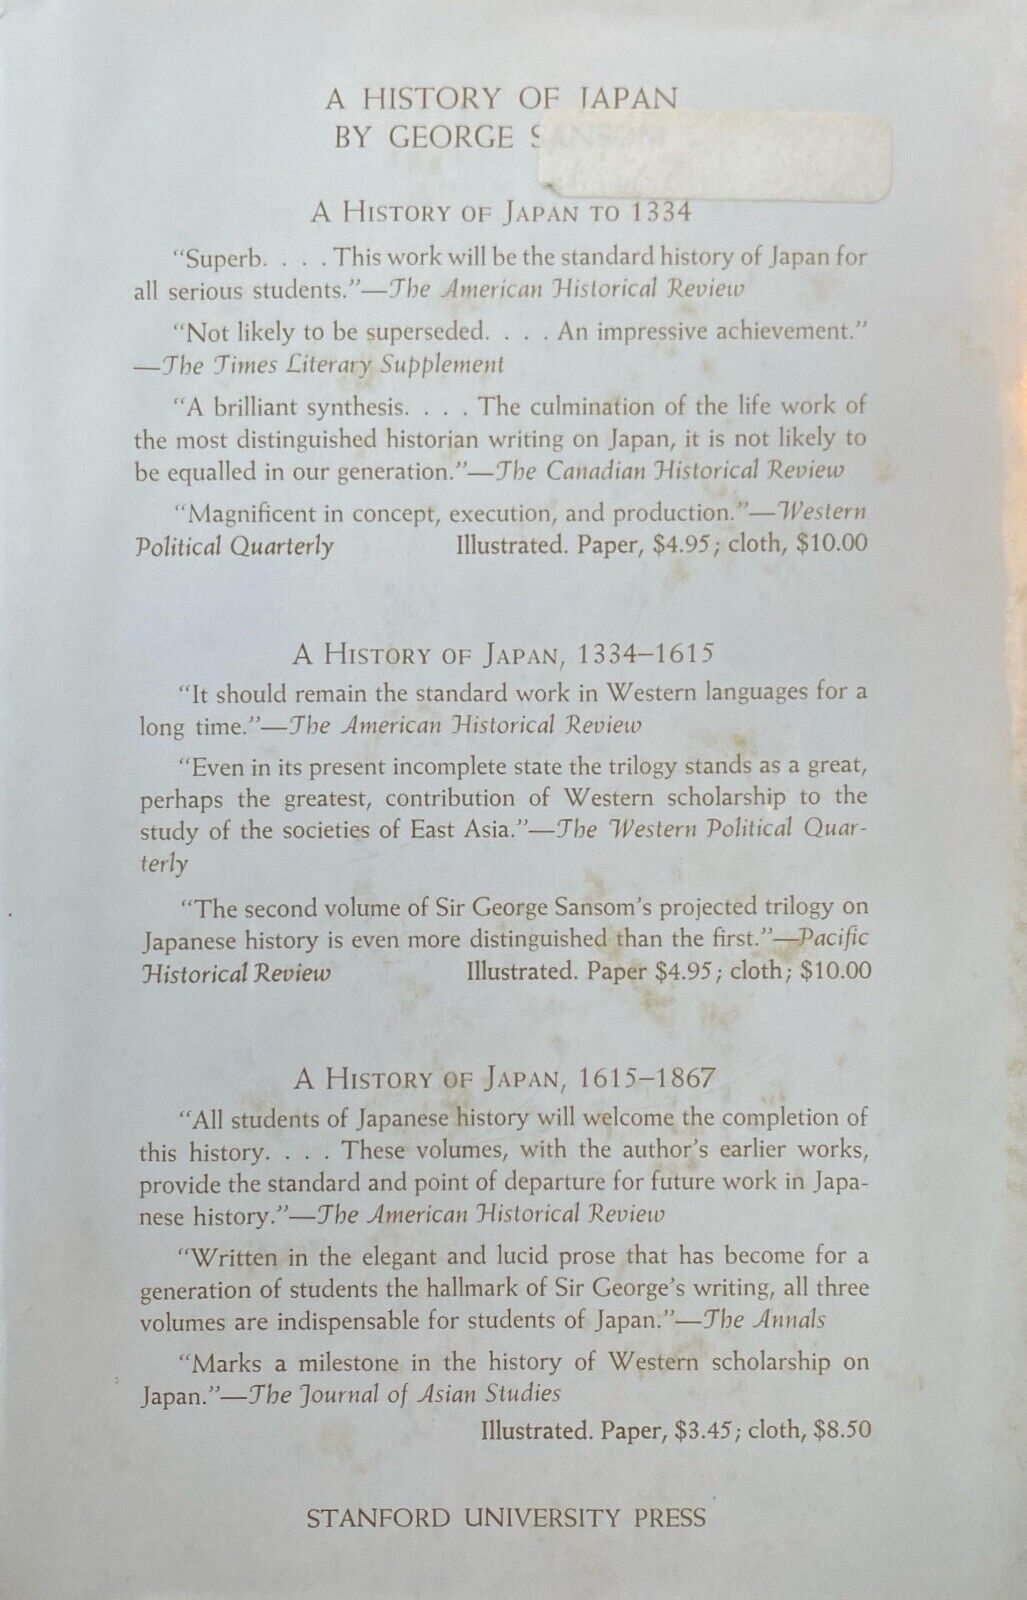 A HISTORY OF JAPAN
BY GEORGE SANSOM
A HISTORY OF JAPAN TO 1334
“Superb. . . . This work will be the standard history of Japan for
all serious students.”—The American Historical Review
“Not likely to be superseded. . . . An impressive achievement.”
—The Times Literary Supplement
“A brilliant synthesis. . . . The culmination of the life work of
the most distinguished historian writing on Japan, it is not likely to
be equalled in our generation.”—The Canadian Historical Review
“Magnificent in concept, execution, and production.”—Western
Political Quarterly Illustrated. Paper, $4.95; cloth, $10.00
A HISTORY OF JAPAN, 1334–1615
“It should remain the standard work in Western languages for a
long time.”—The American Historical Review
“Even in its present incomplete state the trilogy stands as a great,
perhaps the greatest, contribution of Western scholarship to the
study of the societies of East Asia.”—The Western Political Quar-
terly
“The second volume of Sir George Sansom’s projected trilogy on
Japanese history is even more distinguished than the first.”—Pacific
Historical Review Illustrated. Paper $4.95; cloth; $10.00
A HISTORY OF JAPAN, 1615–1867
“All students of Japanese history will welcome the completion of
this history. . . . These volumes, with the author’s earlier works,
provide the standard and point of departure for future work in Japa-
nese history.”—The American Historical Review
“Written in the elegant and lucid prose that has become for a
generation of students the hallmark of Sir George’s writing, all three
volumes are indispensable for students of Japan.”—The Annals
“Marks a milestone in the history of Western scholarship on
Japan.”—The Journal of Asian Studies
Illustrated. Paper, $3.45; cloth, $8.50
STANFORD UNIVERSITY PRESS